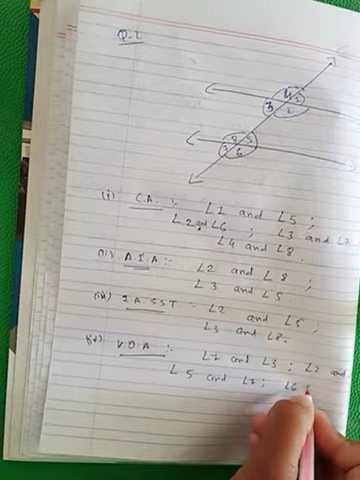 Q-2
4 1
3 2
8 5
7 6
(i) C.A. :- ∠1 and ∠5 ;
∠2 and ∠6 ; ∠3 and ∠7
∠4 and ∠8.
(ii) A.I.A :- ∠2 and ∠8 ;
∠3 and ∠5.
(iii) I.A.SST - ∠2 and ∠5 ;
∠3 and ∠8.
(iv) V.O.A :- ∠1 and ∠3 ; ∠2 and
∠5 and ∠7 ; ∠6